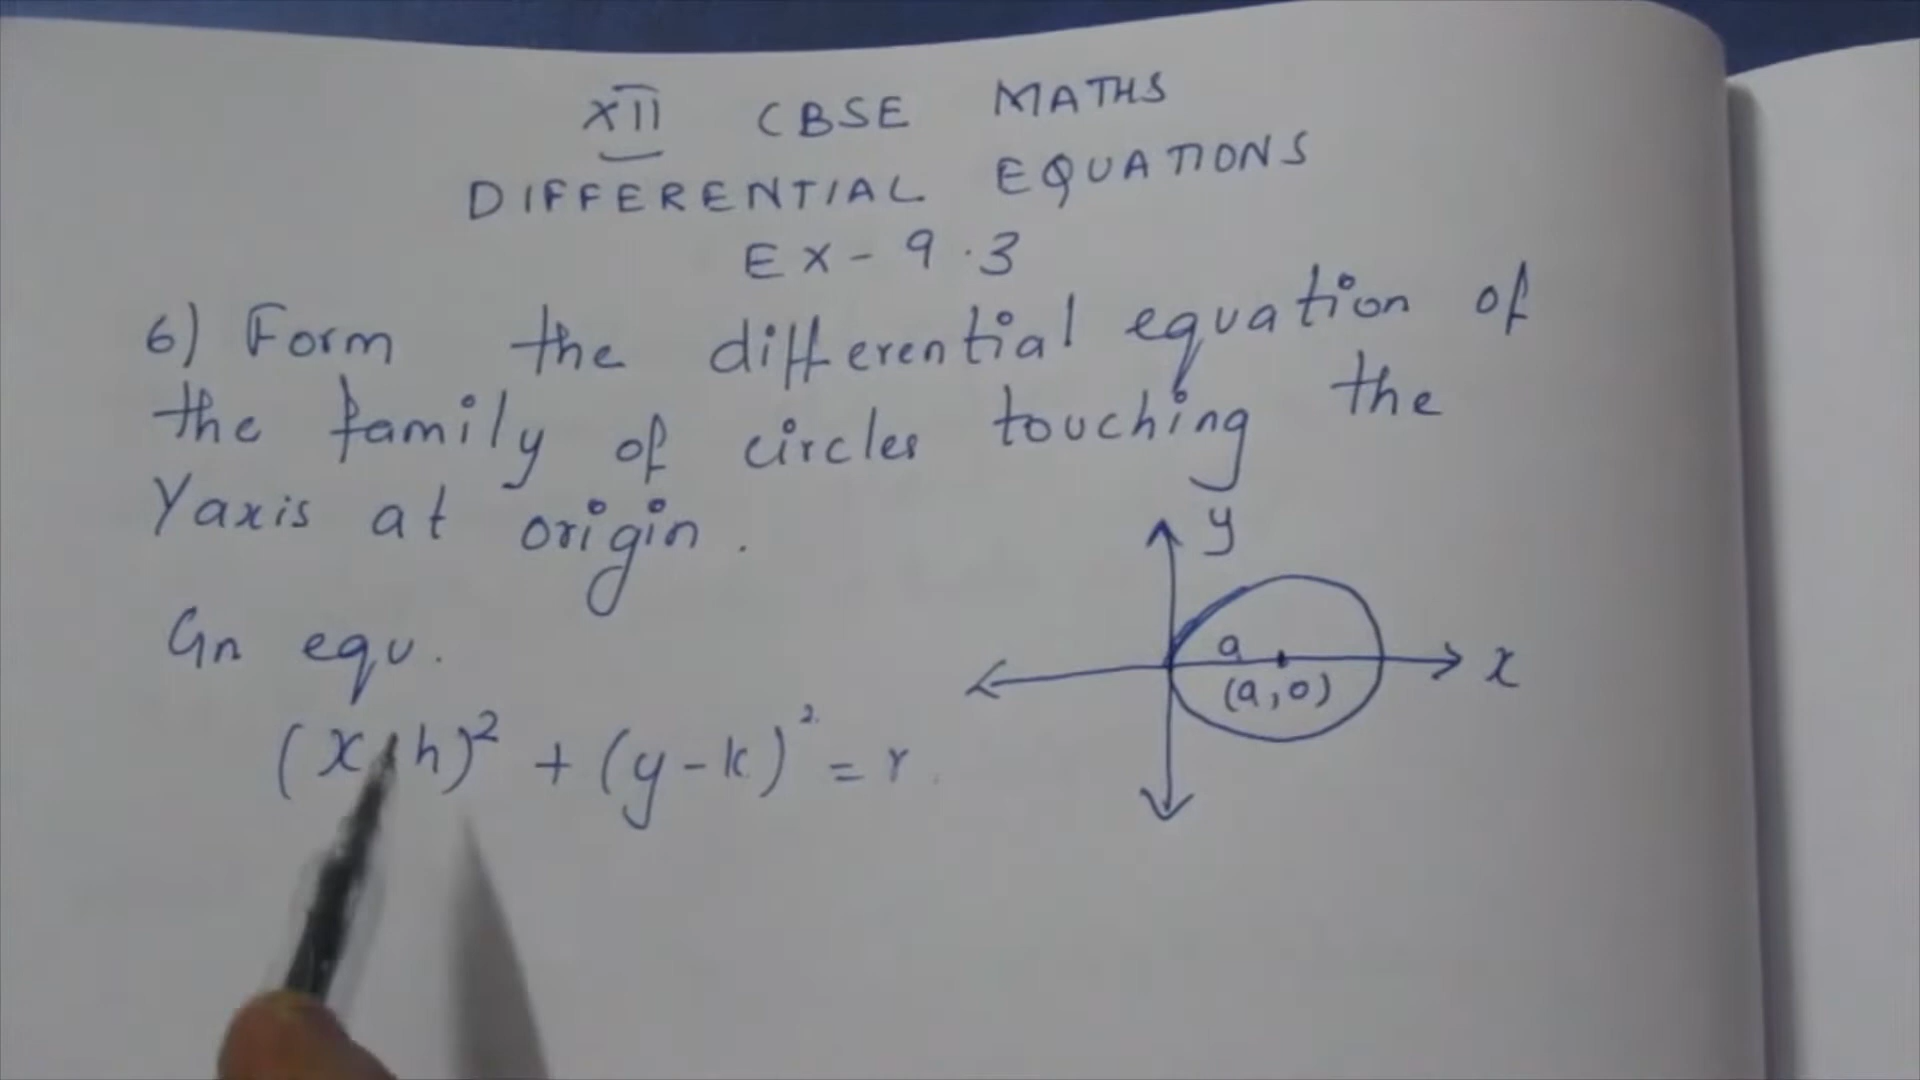 XII CBSE MATHS
DIFFERENTIAL EQUATIONS
EX - 9.3
6) Form the differential equation of
the family of circles touching the
Yaxis at origin.
Gn equ.
(x-h)² + (y-k)² = r
y
a
x
(a,0)